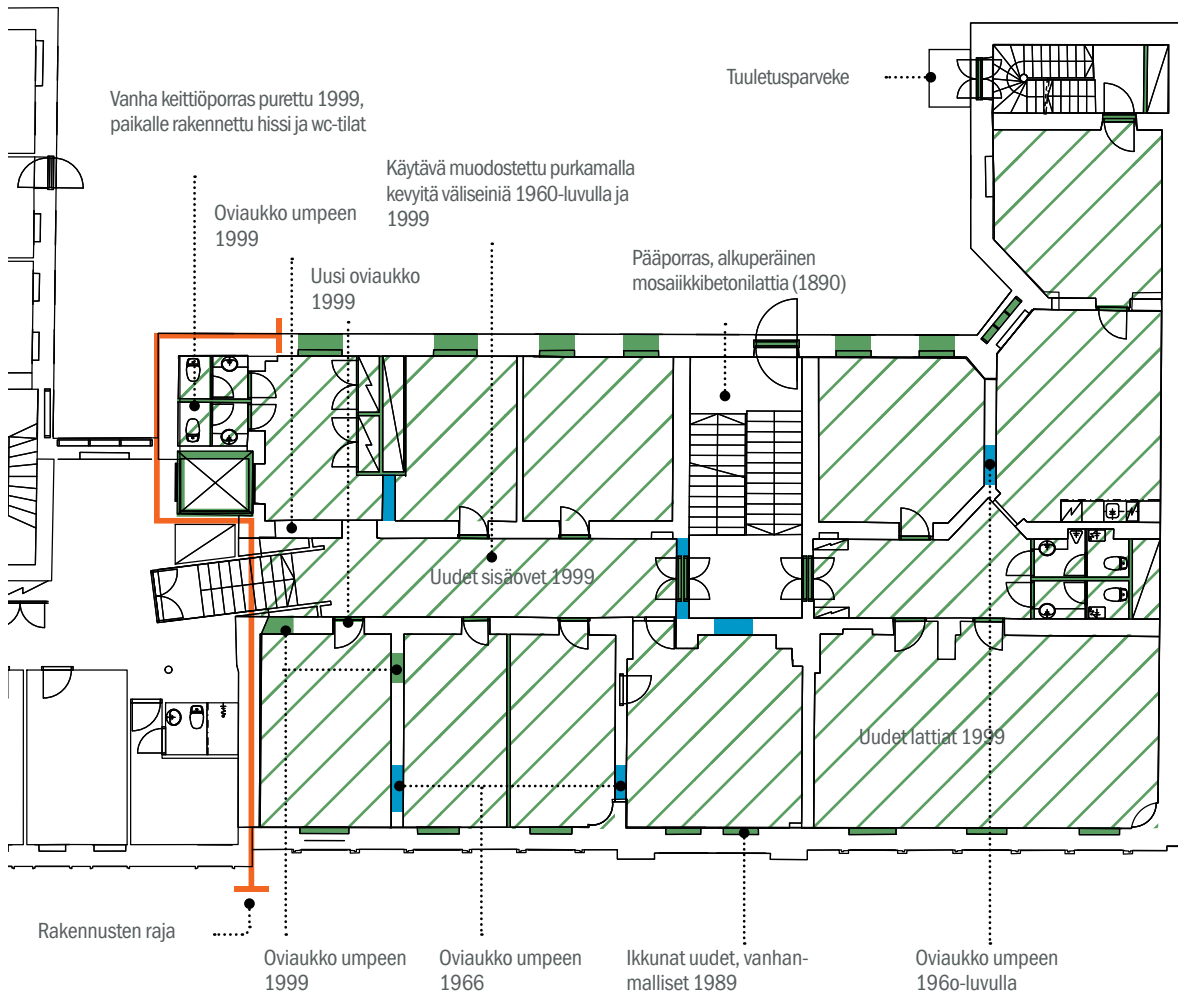 Tuuletusparveke
Vanha keittiöporras purettu 1999,
paikalle rakennettu hissi ja wc-tilat
Käytävä muodostettu purkamalla
kevyitä väliseiniä 1960-luvulla ja
1999
Oviaukko umpeen
1999
Uusi oviaukko
1999
Pääporras, alkuperäinen
mosaiikkibetonilattia (1890)
Uudet sisäovet 1999
Uudet lattiat 1999
Rakennusten raja
Oviaukko umpeen
1999
Oviaukko umpeen
1966
Ikkunat uudet, vanhan-
malliset 1989
Oviaukko umpeen
196o-luvulla